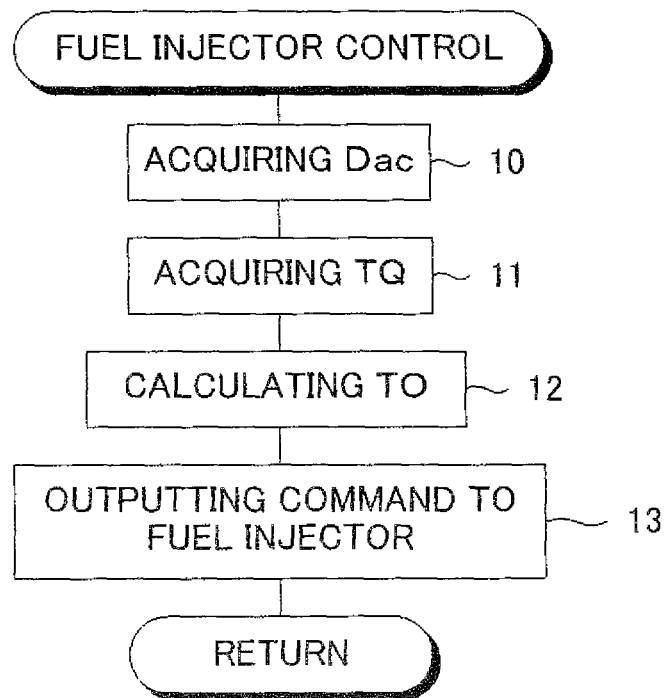 FUEL INJECTOR CONTROL
ACQUIRING Dac
10
ACQUIRING TQ
11
CALCULATING TO
12
OUTPUTTING COMMAND TO
FUEL INJECTOR
13
RETURN